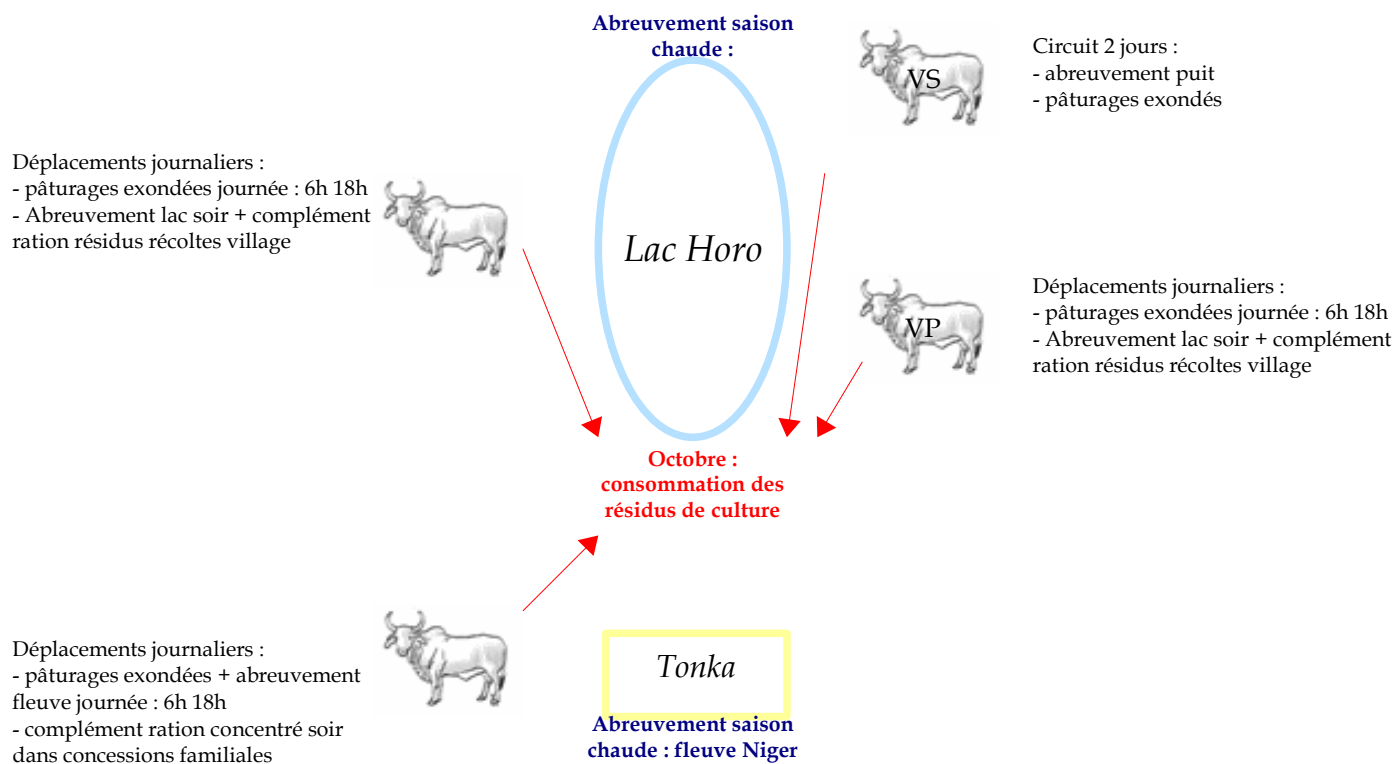 Abreuvement saison
chaude :
VS
Circuit 2 jours :
- abreuvement puit
- pâturages exondés
Déplacements journaliers :
- pâturages exondées journée : 6h 18h
- Abreuvement lac soir + complément
ration résidus récoltes village
Lac Horo
VP
Déplacements journaliers :
- pâturages exondées journée : 6h 18h
- Abreuvement lac soir + complément
ration résidus récoltes village
Octobre :
consommation des
résidus de culture
Déplacements journaliers :
- pâturages exondées + abreuvement
fleuve journée : 6h 18h
- complément ration concentré soir
dans concessions familiales
Tonka
Abreuvement saison
chaude : fleuve Niger